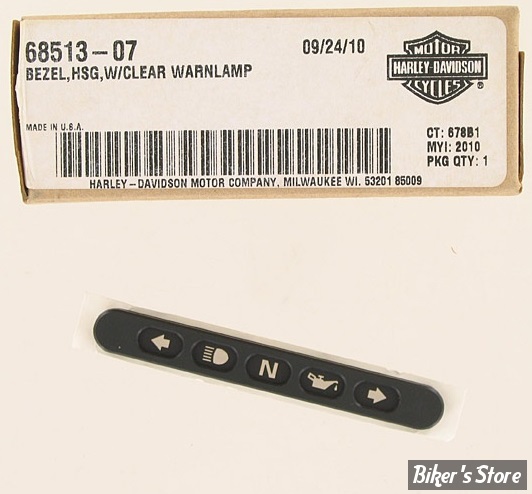 68513-07
BEZEL,HSG,W/CLEAR WARNLAMP
09/24/10
MOTOR
HARLEY-DAVIDSON
CYCLES
®
MADE IN U.S.A.
CT: 678B1
MYI: 2010
PKG QTY: 1
HARLEY-DAVIDSON MOTOR COMPANY, MILWAUKEE WI. 53201 85009
N
Biker's Store